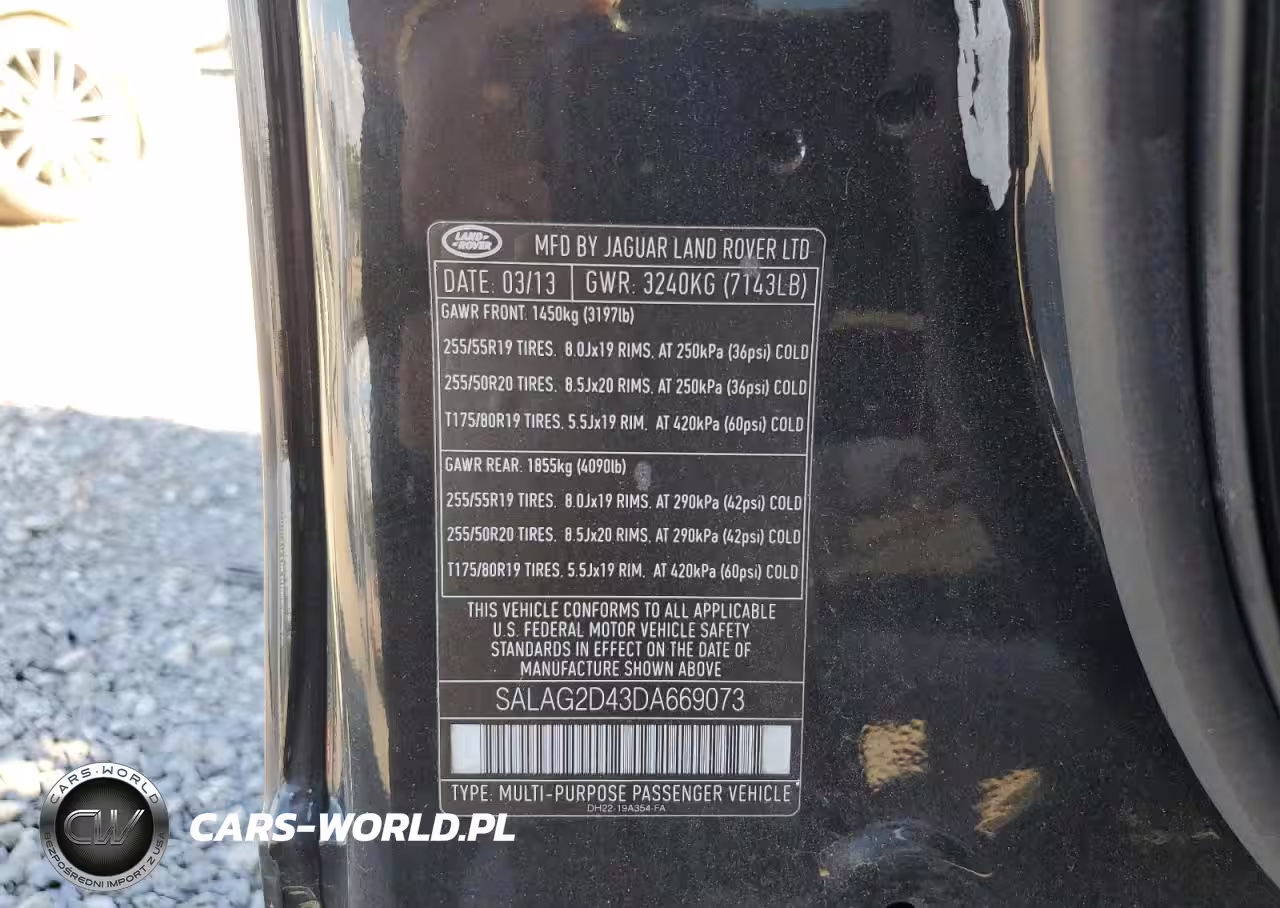 LAND ROVER
MFD BY JAGUAR LAND ROVER LTD
DATE: 03/13 GWR: 3240KG (7143LB)
GAWR FRONT: 1450kg (3197lb)
255/55R19 TIRES. 8.0Jx19 RIMS. AT 250kPa (36psi) COLD
255/50R20 TIRES. 8.5Jx20 RIMS. AT 250kPa (36psi) COLD
T175/80R19 TIRES. 5.5Jx19 RIM. AT 420kPa (60psi) COLD
GAWR REAR: 1855kg (4090lb)
255/55R19 TIRES. 8.0Jx19 RIMS. AT 290kPa (42psi) COLD
255/50R20 TIRES. 8.5Jx20 RIMS. AT 290kPa (42psi) COLD
T175/80R19 TIRES. 5.5Jx19 RIM. AT 420kPa (60psi) COLD
THIS VEHICLE CONFORMS TO ALL APPLICABLE
U.S. FEDERAL MOTOR VEHICLE SAFETY
STANDARDS IN EFFECT ON THE DATE OF
MANUFACTURE SHOWN ABOVE
SALAG2D43DA669073
TYPE: MULTI-PURPOSE PASSENGER VEHICLE
DH22-19A354-FA
CARS-WORLD
CW
BEZPOŚREDNI IMPORT Z USA
CARS-WORLD.PL